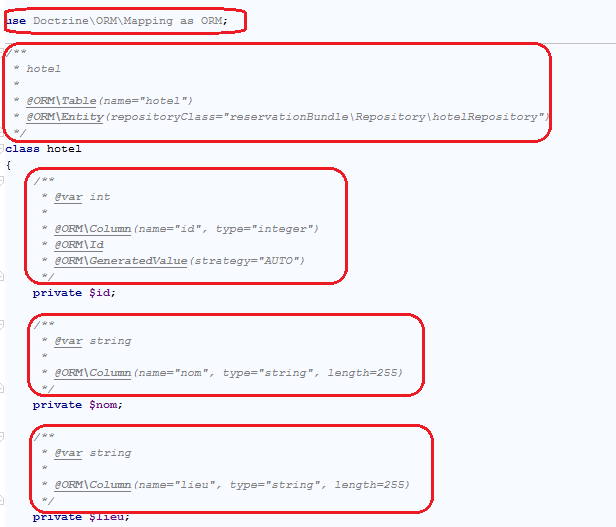 use Doctrine\ORM\Mapping as ORM;
/**
* hotel
*
* @ORM\Table(name="hotel")
* @ORM\Entity(repositoryClass="reservationBundle\Repository\hotelRepository")
*/
class hotel
{
/**
* @var int
*
* @ORM\Column(name="id", type="integer")
* @ORM\Id
* @ORM\GeneratedValue(strategy="AUTO")
*/
private $id;
/**
* @var string
*
* @ORM\Column(name="nom", type="string", length=255)
*/
private $nom;
/**
* @var string
*
* @ORM\Column(name="lieu", type="string", length=255)
*/
private $lieu;